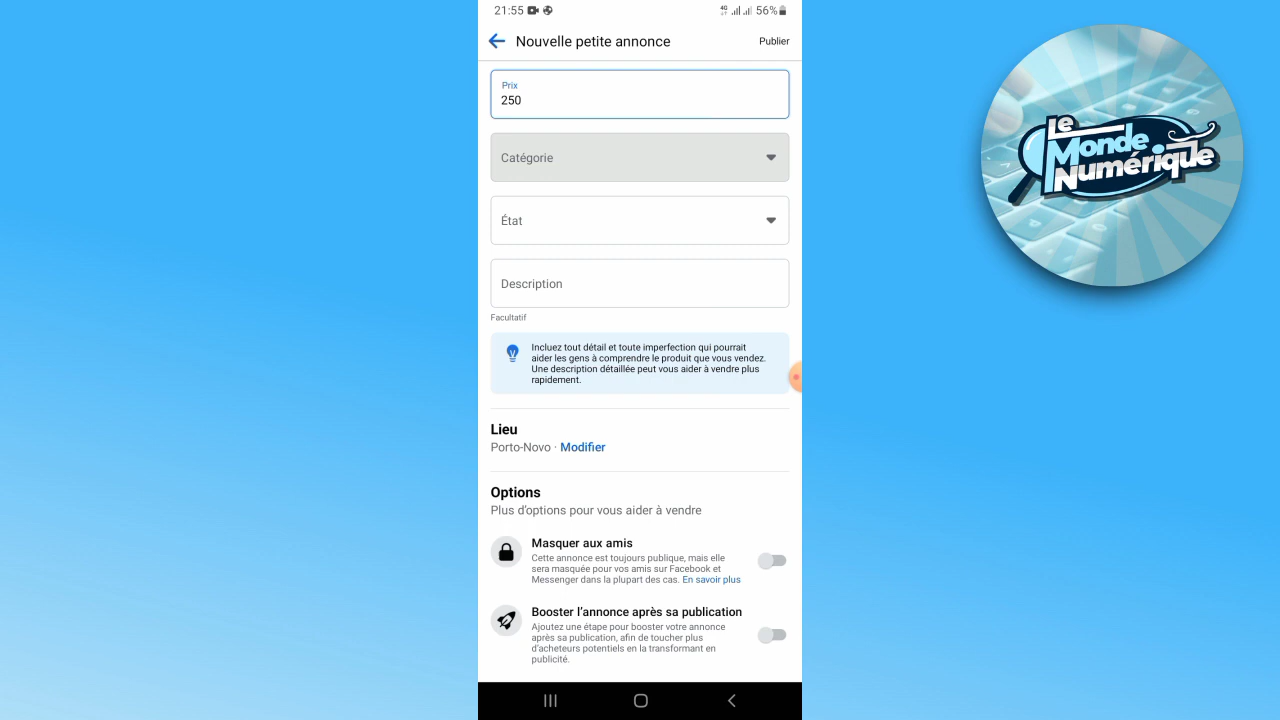 21:55
4G
56%
Nouvelle petite annonce
Publier
Prix
250
Catégorie
État
Description
Facultatif
Incluez tout détail et toute imperfection qui pourrait
aider les gens à comprendre le produit que vous vendez.
Une description détaillée peut vous aider à vendre plus
rapidement.
Lieu
Porto-Novo · Modifier
Options
Plus d'options pour vous aider à vendre
Masquer aux amis
Cette annonce est toujours publique, mais elle
sera masquée pour vos amis sur Facebook et
Messenger dans la plupart des cas. En savoir plus
Booster l'annonce après sa publication
Ajoutez une étape pour booster votre annonce
après sa publication, afin de toucher plus
d'acheteurs potentiels en la transformant en
publicité.
Le
Monde
Numérique